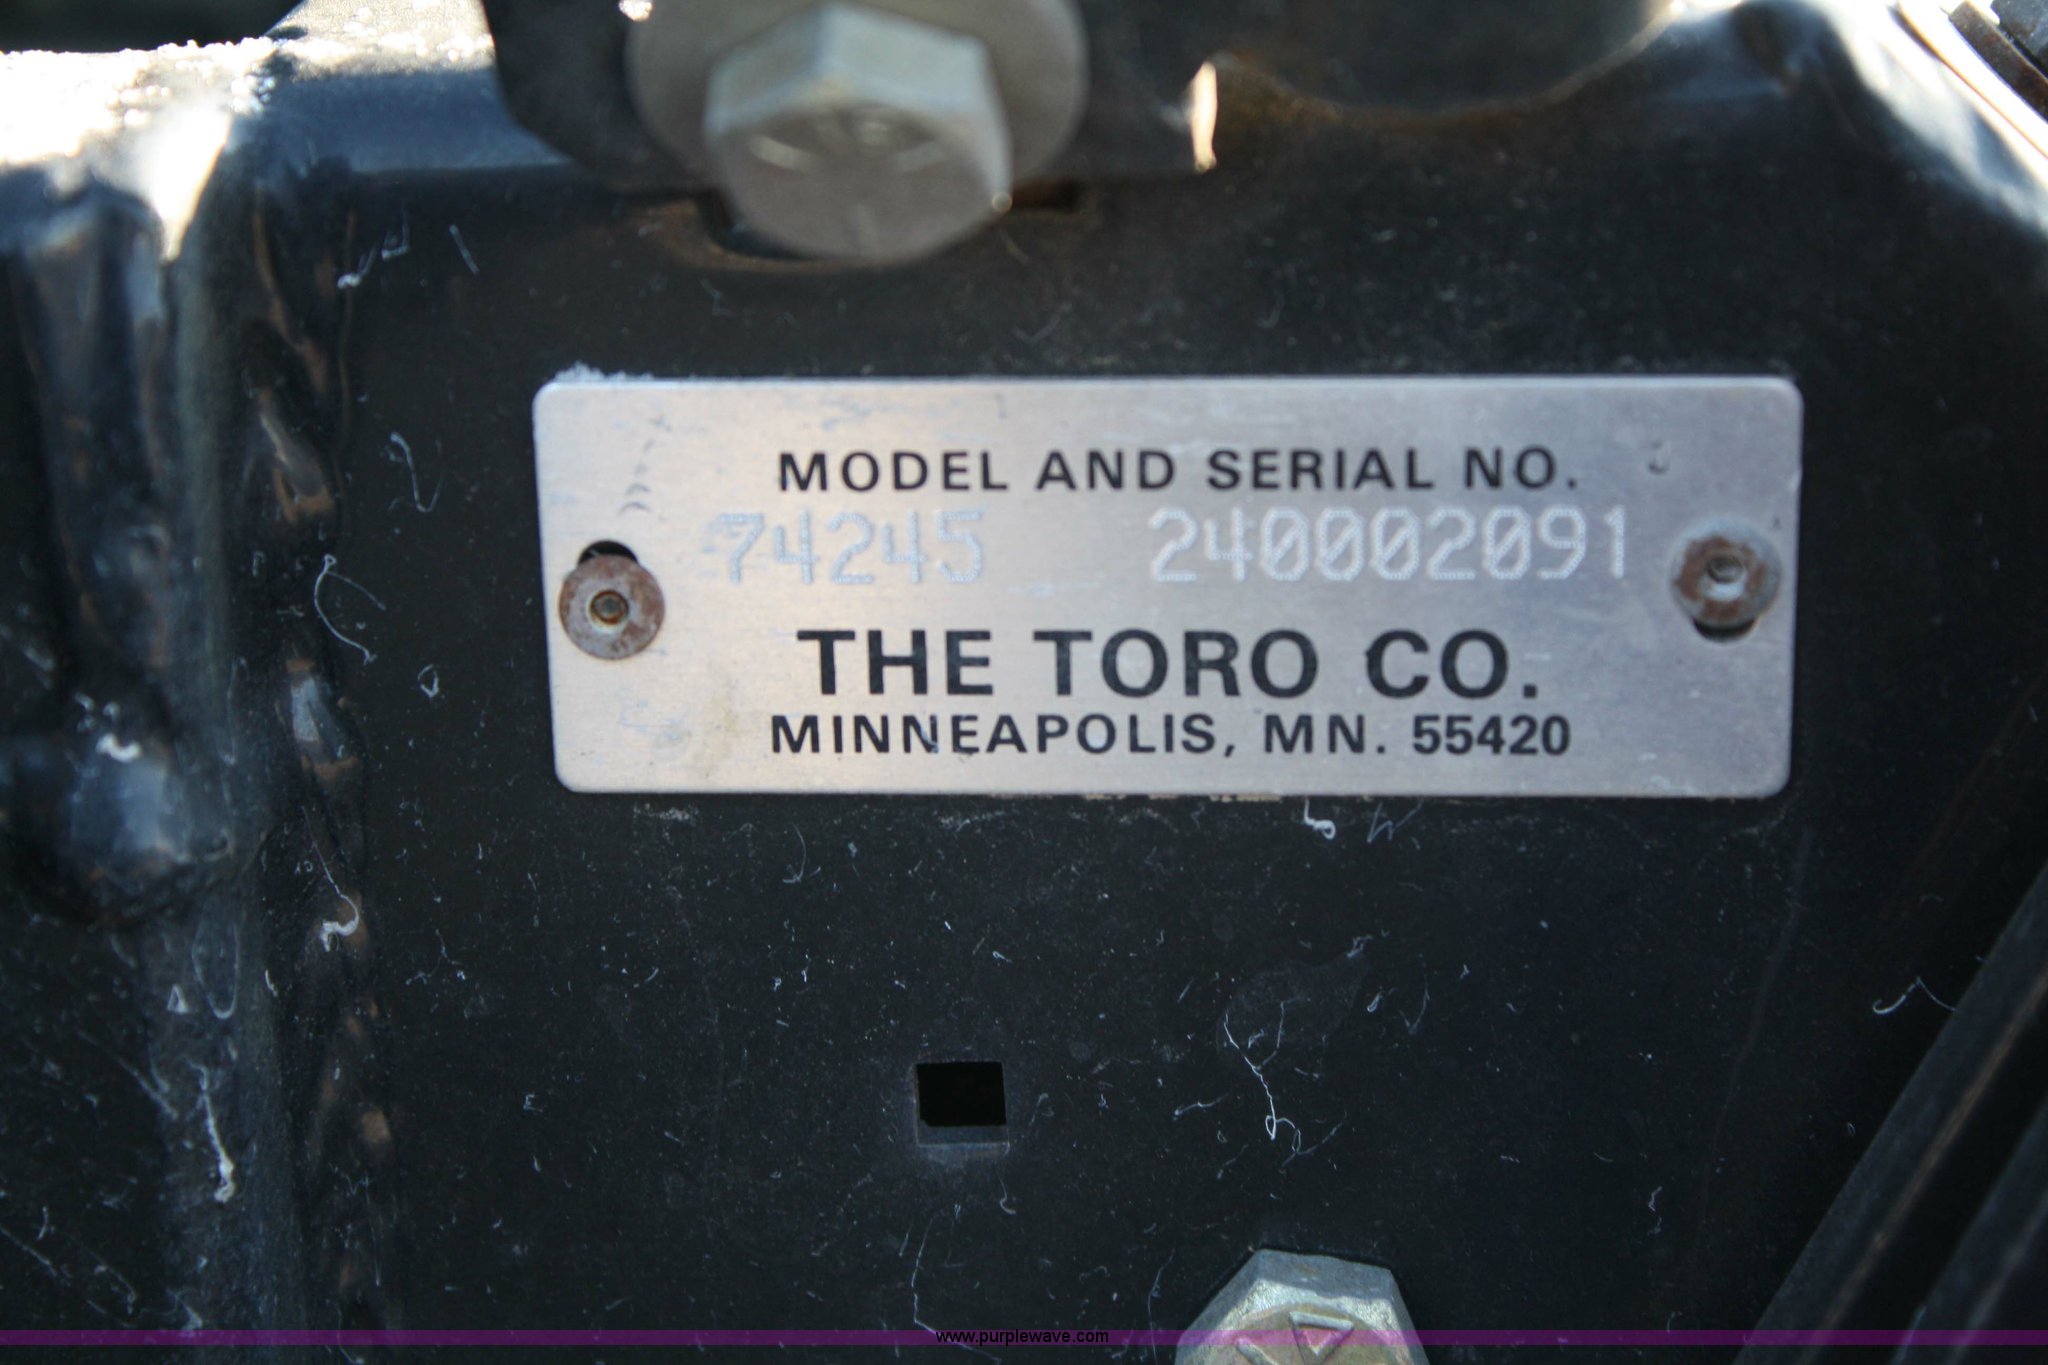 MODEL AND SERIAL NO.
74245 240002091
THE TORO CO.
MINNEAPOLIS, MN. 55420
www.purplewave.com